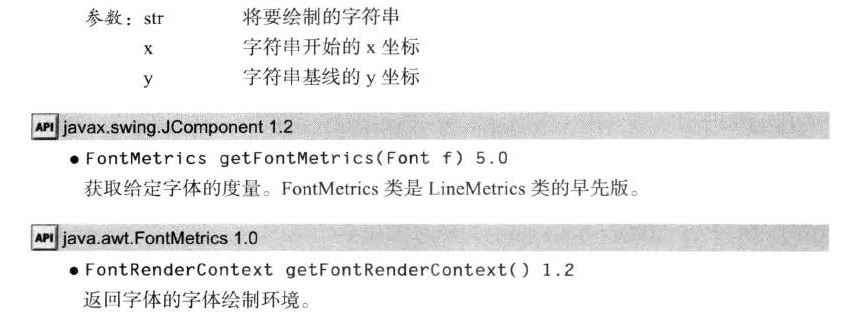 参数：str 将要绘制的字符串
x 字符串开始的 x 坐标
y 字符串基线的 y 坐标
API javax.swing.JComponent 1.2
● FontMetrics getFontMetrics(Font f) 5.0
获取给定字体的度量。FontMetrics 类是 LineMetrics 类的早先版。
API java.awt.FontMetrics 1.0
● FontRenderContext getFontRenderContext() 1.2
返回字体的字体绘制环境。